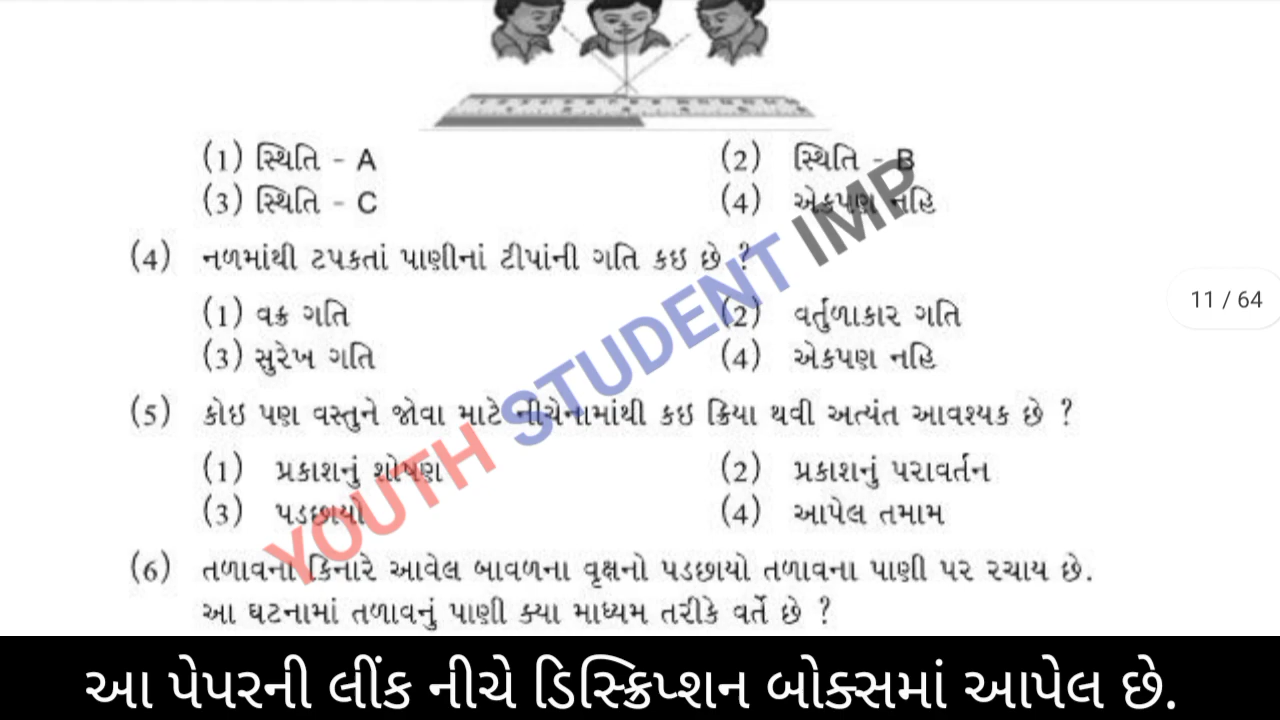 (1) સ્થિતિ - A (2) સ્થિતિ - B
(3) સ્થિતિ - C (4) એકપણ નહિ
(4) નળમાંથી ટપકતાં પાણીનાં ટીપાંની ગતિ કઇ છે ?
(1) વક્ર ગતિ (2) વર્તુળાકાર ગતિ
(3) સુરેખ ગતિ (4) એકપણ નહિ
11 / 64
(5) કોઇ પણ વસ્તુને જોવા માટે નીચેનામાંથી કઇ ક્રિયા થવી અત્યંત આવશ્યક છે ?
(1) પ્રકાશનું શોષણ (2) પ્રકાશનું પરાવર્તન
(3) પડછાયો (4) આપેલ તમામ
(6) તળાવના કિનારે આવેલ બાવળના વૃક્ષનો પડછાયો તળાવના પાણી પર રચાય છે.
આ ઘટનામાં તળાવનું પાણી ક્યા માધ્યમ તરીકે વર્તે છે ?
YOUTH STUDENT IMP
આ પેપરની લીંક નીચે ડિસ્ક્રિપ્શન બોક્સમાં આપેલ છે.